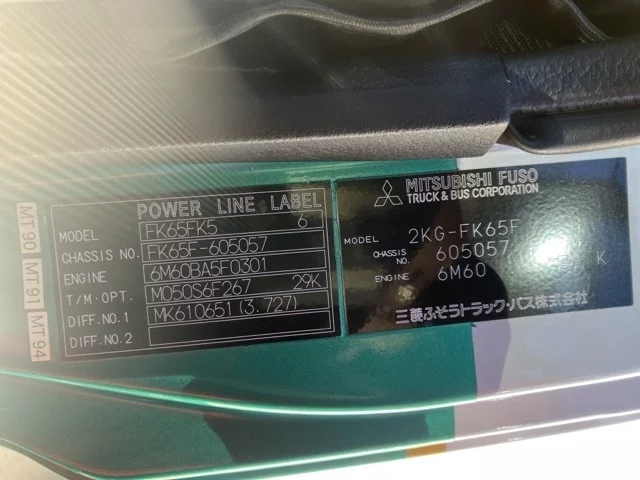 POWER LINE LABEL
MODEL FK65FK5 6
CHASSIS NO. FK65F-605057
ENGINE 6M60BA5F0301
T/M·OPT. M050S6F267 29K
DIFF.NO.1 MK610651(3.727)
DIFF.NO.2
MT90 MT91 MT94
MITSUBISHI FUSO
TRUCK & BUS CORPORATION
MODEL 2KG-FK65F
CHASSIS NO. 605057
K
ENGINE 6M60
三菱ふそうトラック・バス株式会社